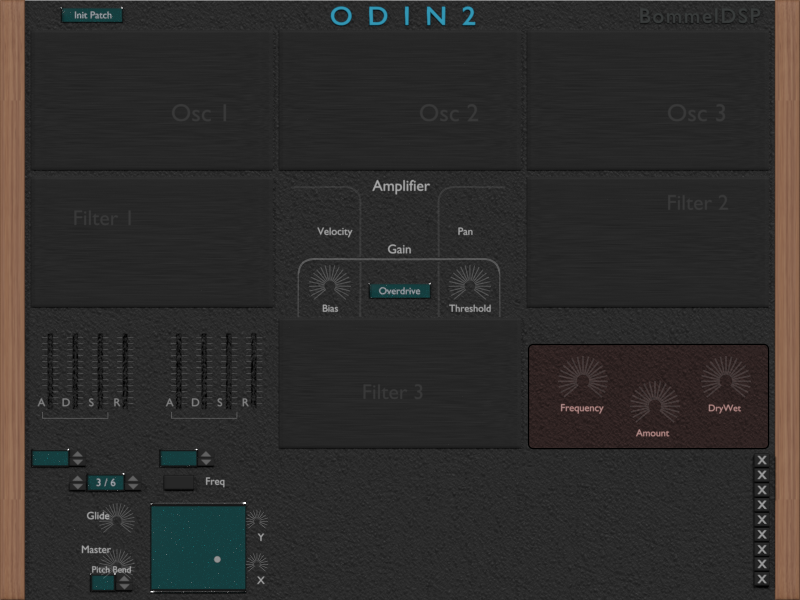 Init Patch
ODIN 2
BommelDSP
Osc 1
Osc 2
Osc 3
Filter 1
Amplifier
Filter 2
Velocity
Pan
Gain
Overdrive
Bias
Threshold
A D S R
A D S R
Filter 3
Frequency
DryWet
Amount
3 / 6
Freq
Glide
Y
Master
Pitch Bend
X
X
X
X
X
X
X
X
X
X